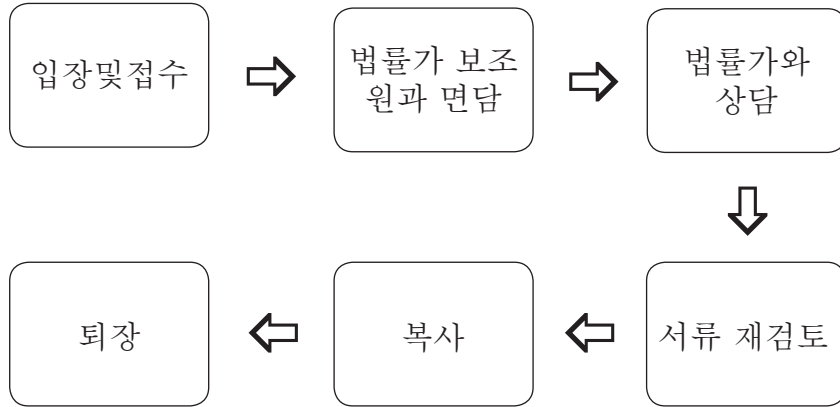 입장및접수
법률가 보조
원과 면담
법률가와
상담
서류 재검토
복사
퇴장